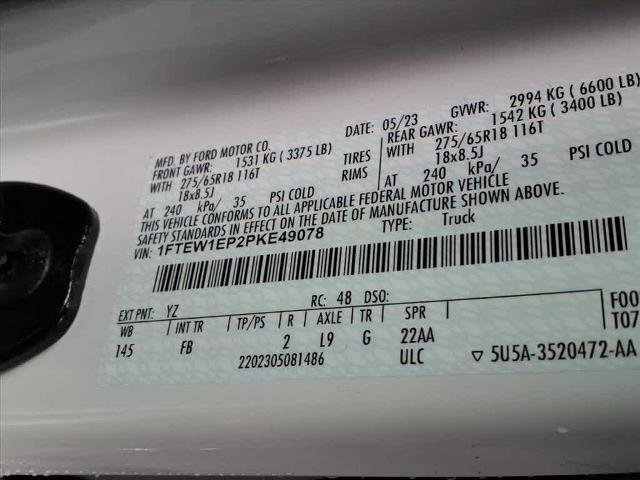 MFD. BY FORD MOTOR CO. DATE: 05/23 GVWR: 2994 KG ( 6600 LB)
FRONT GAWR: 1531 KG ( 3375 LB) REAR GAWR: 1542 KG ( 3400 LB)
WITH 275/65R18 116T TIRES WITH 275/65R18 116T
18x8.5J RIMS 18x8.5J
AT 240 kPa/ 35 PSI COLD AT 240 kPa/ 35 PSI COLD
THIS VEHICLE CONFORMS TO ALL APPLICABLE FEDERAL MOTOR VEHICLE
SAFETY STANDARDS IN EFFECT ON THE DATE OF MANUFACTURE SHOWN ABOVE.
VIN: 1FTEW1EP2PKE49078 TYPE: Truck
EXT PNT: YZ RC: 48 DSO:
WB INT TR TP/PS R AXLE TR SPR F00
145 FB 2 L9 G 22AA T07
2202305081486 ULC ▽ 5U5A-3520472-AA